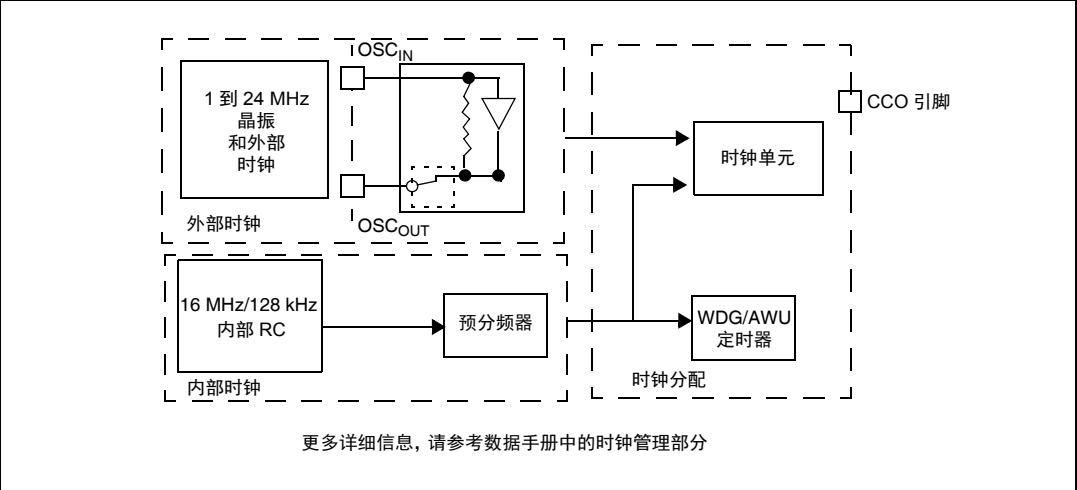 OSCIN
1 到 24 MHz
晶振
和外部
时钟
OSCOUT
外部时钟
CCO 引脚
时钟单元
16 MHz/128 kHz
内部 RC
预分频器
WDG/AWU
定时器
内部时钟
时钟分配
更多详细信息, 请参考数据手册中的时钟管理部分